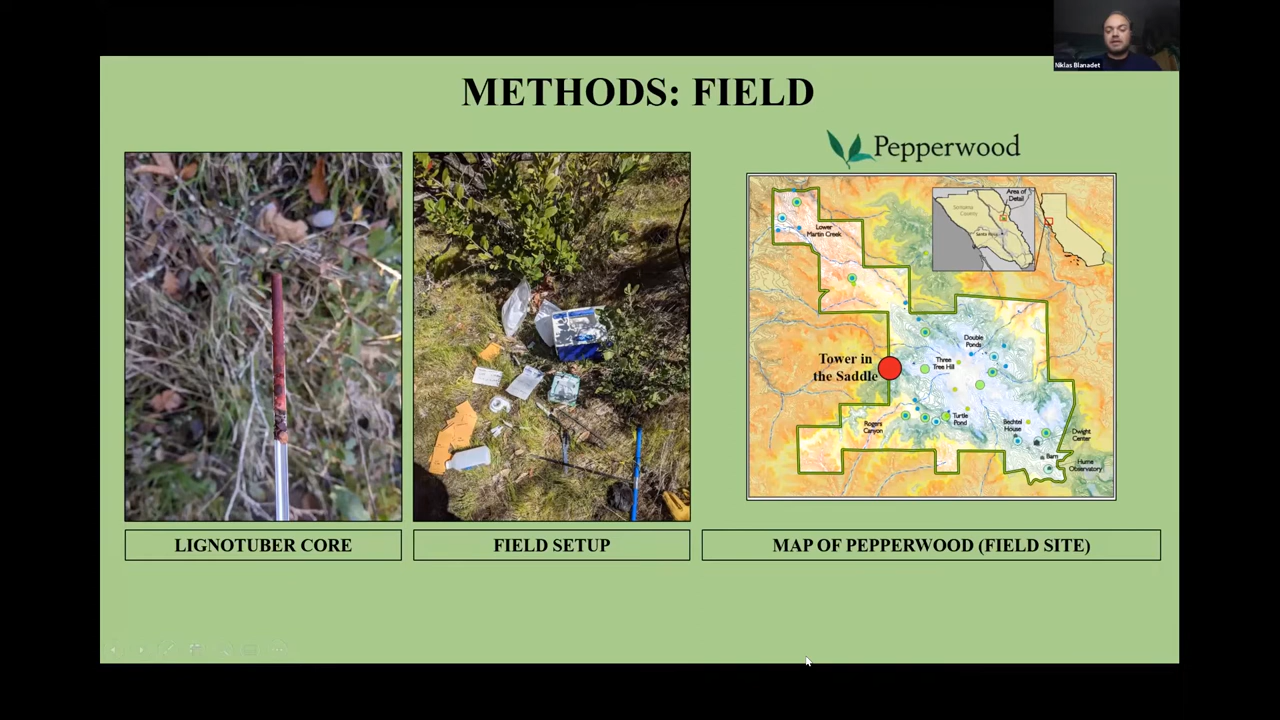 Niklas Blanadet
METHODS: FIELD
Pepperwood
Area of
Detail
Sonoma
County
Santa Rosa
Lower
Martin Creek
Double
Ponds
Three
Tree Hill
Tower in
the Saddle
Turtle
Pond
Rogers
Canyon
Bechtel
House
Dwight
Center
Barn
Hume
Observatory
LIGNOTUBER CORE
FIELD SETUP
MAP OF PEPPERWOOD (FIELD SITE)